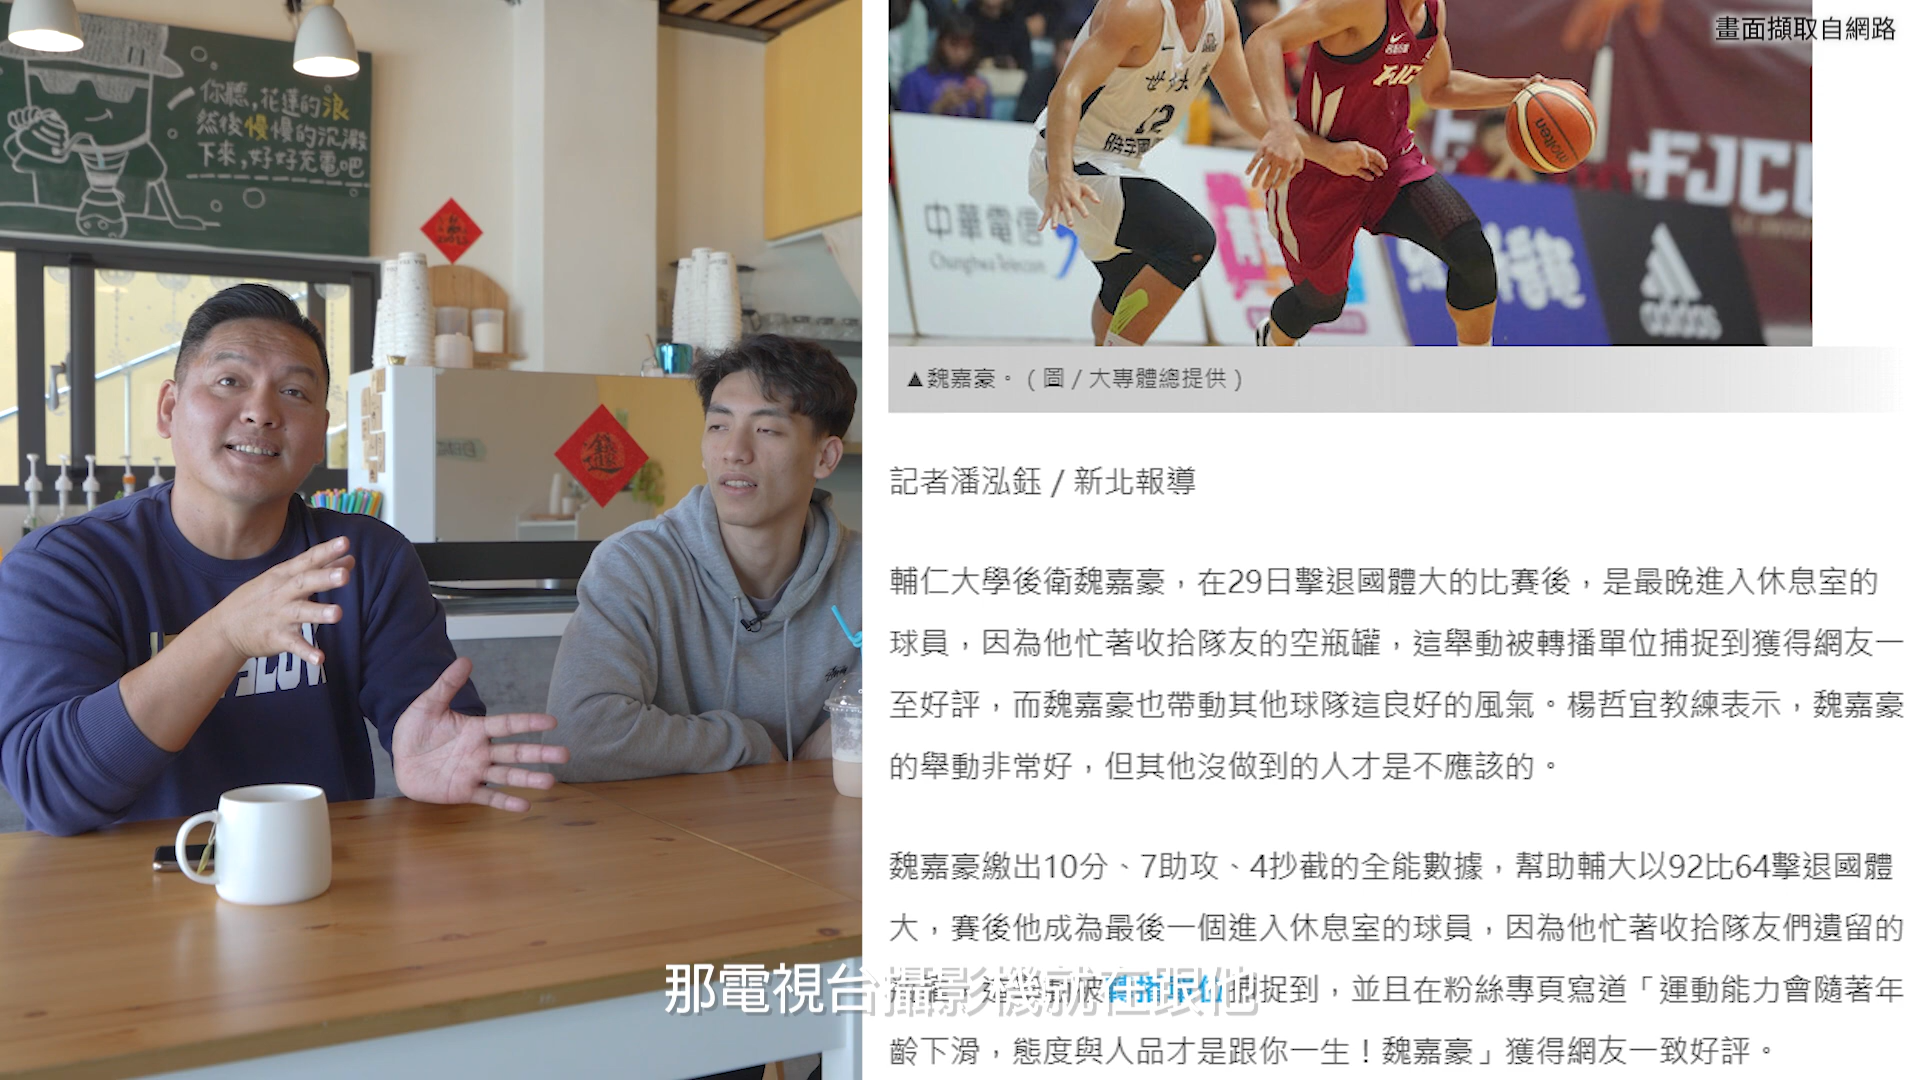 畫面擷取自網路
你聽,花蓮的浪
然後慢慢的沉澱
下來,好好充電吧
12
FJCU
molten
中華電信
Chunghwa Telecom
adidas
▲魏嘉豪。(圖/大專體總提供)
記者潘泓鈺/新北報導
輔仁大學後衛魏嘉豪,在29日擊退國體大的比賽後,是最晚進入休息室的
球員,因為他忙著收拾隊友的空瓶罐,這舉動被轉播單位捕捉到獲得網友一
至好評,而魏嘉豪也帶動其他球隊這良好的風氣。楊哲宜教練表示,魏嘉豪
的舉動非常好,但其他沒做到的人才是不應該的。
魏嘉豪繳出10分、7助攻、4抄截的全能數據,幫助輔大以92比64擊退國體
大,賽後他成為最後一個進入休息室的球員,因為他忙著收拾隊友們遺留的
捕捉到,並且在粉絲專頁寫道「運動能力會隨著年
齡下滑,態度與人品才是跟你一生!魏嘉豪」獲得網友一致好評。
那電視台攝影機就在跟他